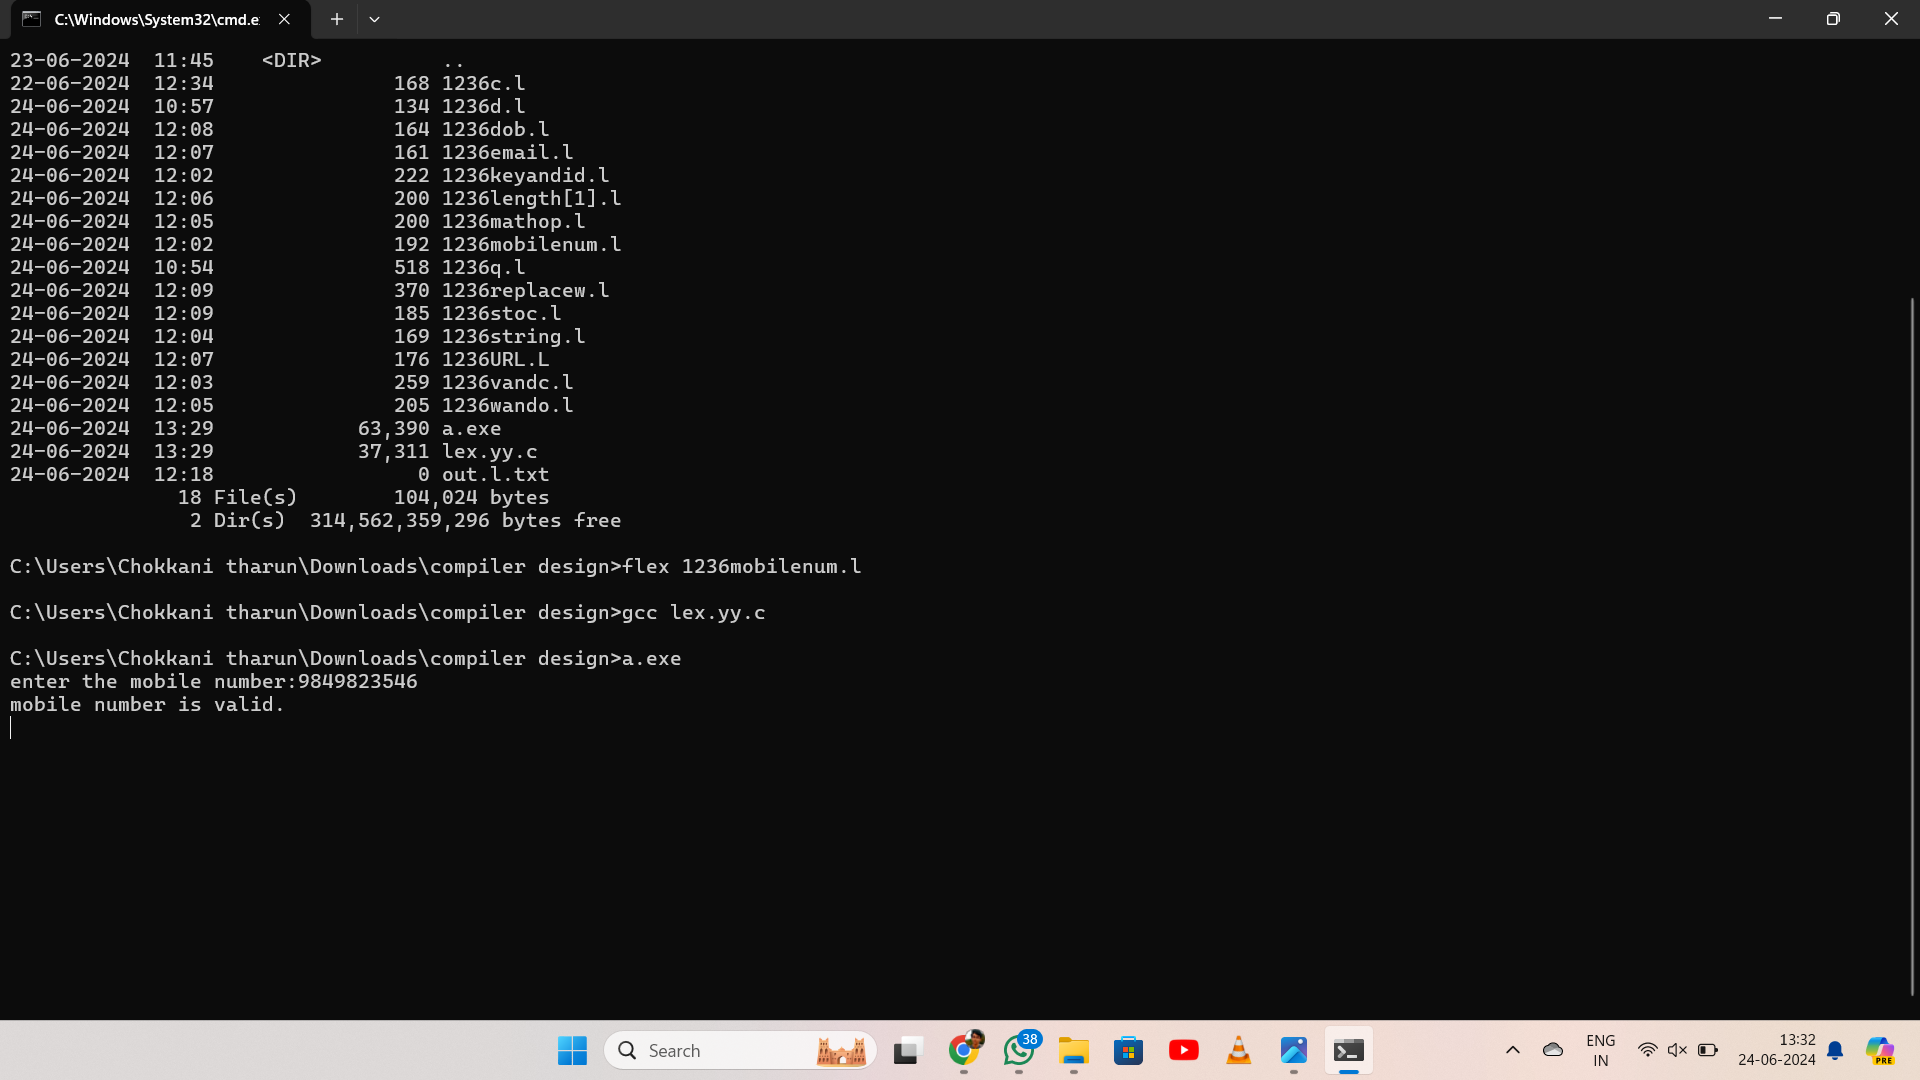 C:\Windows\System32\cmd.e
23-06-2024  11:45    <DIR>          ..
22-06-2024  12:34               168 1236c.l
24-06-2024  10:57               134 1236d.l
24-06-2024  12:08               164 1236dob.l
24-06-2024  12:07               161 1236email.l
24-06-2024  12:02               222 1236keyandid.l
24-06-2024  12:06               200 1236length[1].l
24-06-2024  12:05               200 1236mathop.l
24-06-2024  12:02               192 1236mobilenum.l
24-06-2024  10:54               518 1236q.l
24-06-2024  12:09               370 1236replacew.l
24-06-2024  12:09               185 1236stoc.l
24-06-2024  12:04               169 1236string.l
24-06-2024  12:07               176 1236URL.L
24-06-2024  12:03               259 1236vandc.l
24-06-2024  12:05               205 1236wando.l
24-06-2024  13:29            63,390 a.exe
24-06-2024  13:29            37,311 lex.yy.c
24-06-2024  12:18                 0 out.l.txt
              18 File(s)        104,024 bytes
               2 Dir(s)  314,562,359,296 bytes free
C:\Users\Chokkani tharun\Downloads\compiler design>flex 1236mobilenum.l
C:\Users\Chokkani tharun\Downloads\compiler design>gcc lex.yy.c
C:\Users\Chokkani tharun\Downloads\compiler design>a.exe
enter the mobile number:9849823546
mobile number is valid.
Search
38
ENG
IN
13:32
24-06-2024
PRE